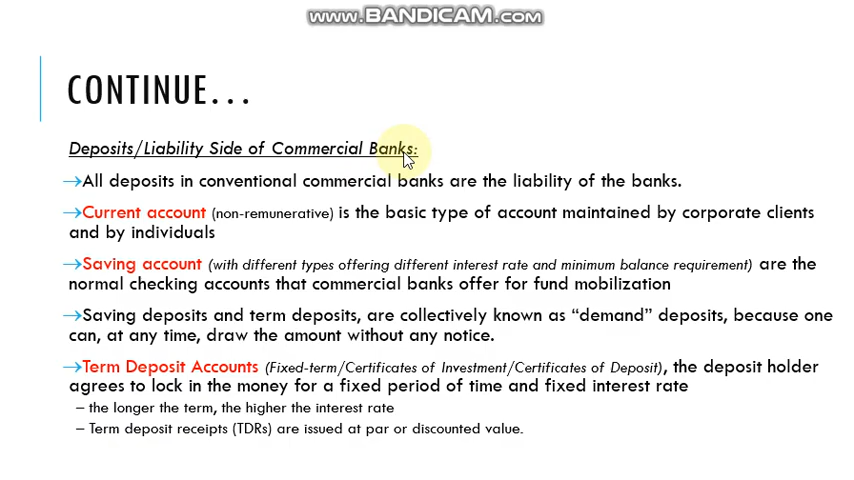 www.BANDICAM.com
CONTINUE...
Deposits/Liability Side of Commercial Banks:
→All deposits in conventional commercial banks are the liability of the banks.
→Current account (non-remunerative) is the basic type of account maintained by corporate clients
and by individuals
→Saving account (with different types offering different interest rate and minimum balance requirement) are the
normal checking accounts that commercial banks offer for fund mobilization
→Saving deposits and term deposits, are collectively known as “demand” deposits, because one
can, at any time, draw the amount without any notice.
→Term Deposit Accounts (Fixed-term/Certificates of Investment/Certificates of Deposit), the deposit holder
agrees to lock in the money for a fixed period of time and fixed interest rate
– the longer the term, the higher the interest rate
– Term deposit receipts (TDRs) are issued at par or discounted value.